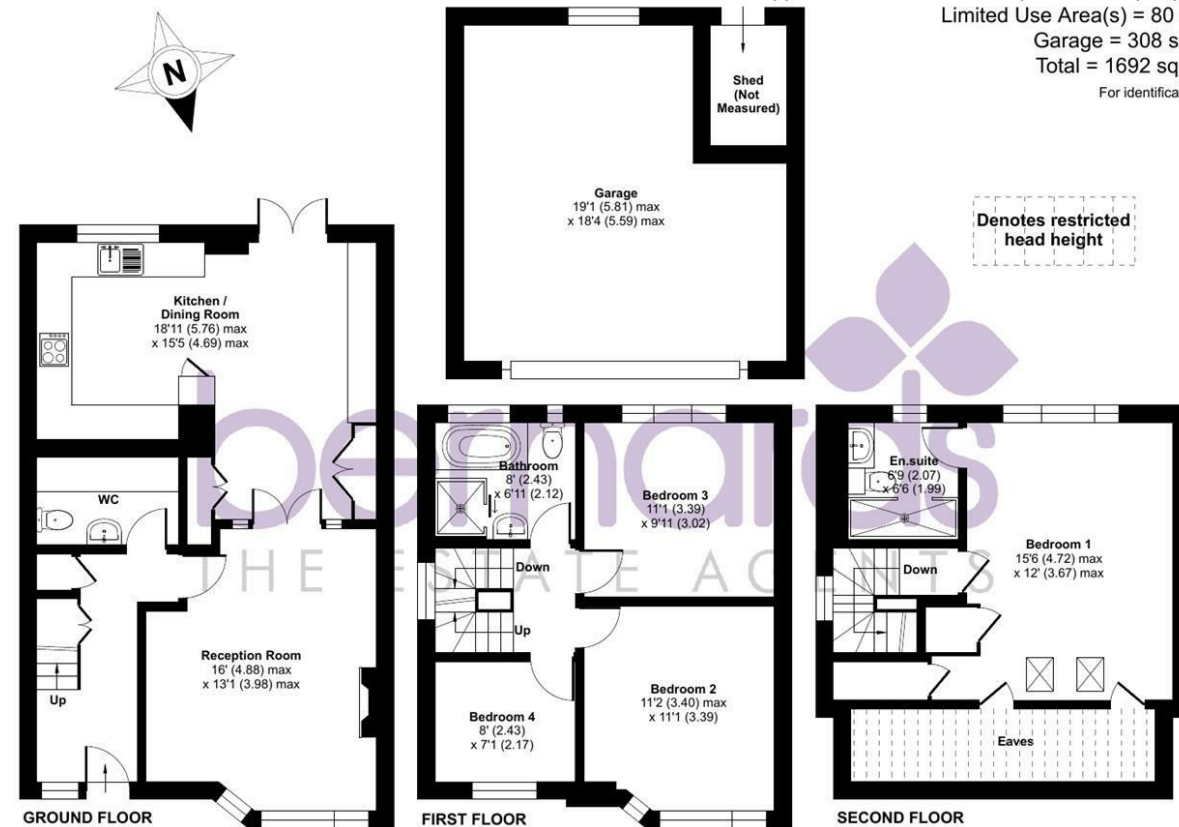 Limited Use Area(s) = 80
Garage = 308 s
Total = 1692 sq
For identifica
N
Shed
(Not
Measured)
Garage
19'1 (5.81) max
x 18'4 (5.59) max
Denotes restricted
head height
Kitchen /
Dining Room
18'11 (5.76) max
x 15'5 (4.69) max
WC
Up
Reception Room
16' (4.88) max
x 13'1 (3.98) max
GROUND FLOOR
Bathroom
8' (2.43)
x 6'11 (2.12)
Bedroom 3
11'1 (3.39)
x 9'11 (3.02)
Down
Up
Bedroom 4
8' (2.43)
x 7'1 (2.17)
Bedroom 2
11'2 (3.40) max
x 11'1 (3.39)
FIRST FLOOR
En.suite
6'9 (2.07)
x 6'6 (1.99)
Bedroom 1
15'6 (4.72) max
x 12' (3.67) max
Down
Eaves
SECOND FLOOR
bernards
THE ESTATE AGENTS